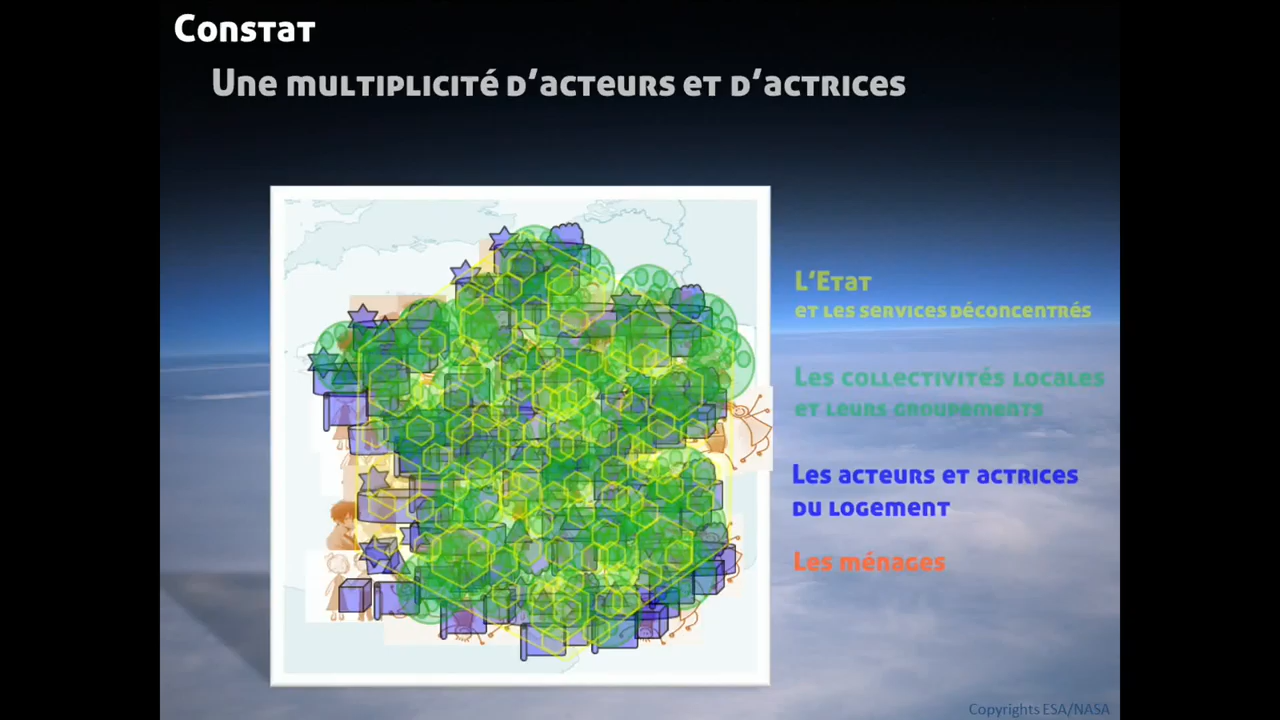 Constat
Une multiplicité d'acteurs et d'actrices
L'Etat
et les services déconcentrés
Les collectivités locales
et leurs groupements
Les acteurs et actrices
du logement
Les ménages
Copyrights ESA/NASA